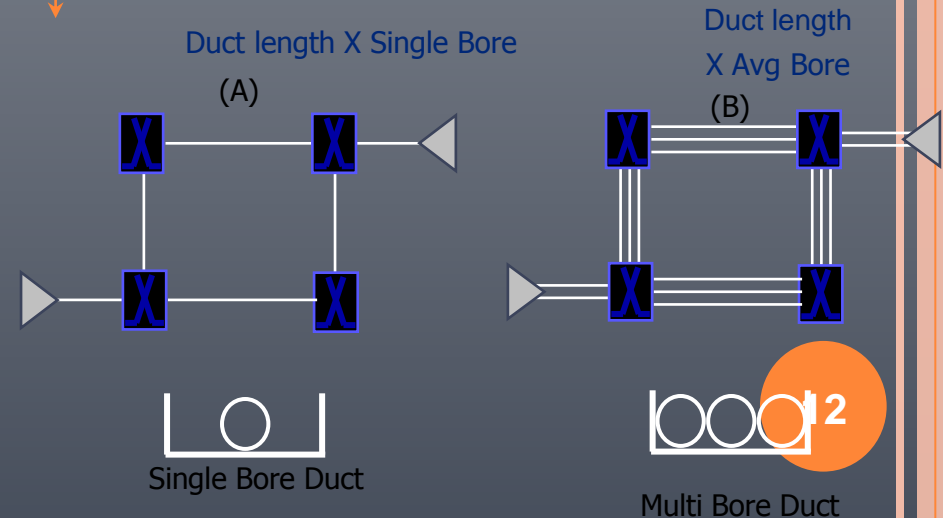 Duct length X Single Bore
(A)
Duct length
X Avg Bore
(B)
12
Single Bore Duct
Multi Bore Duct